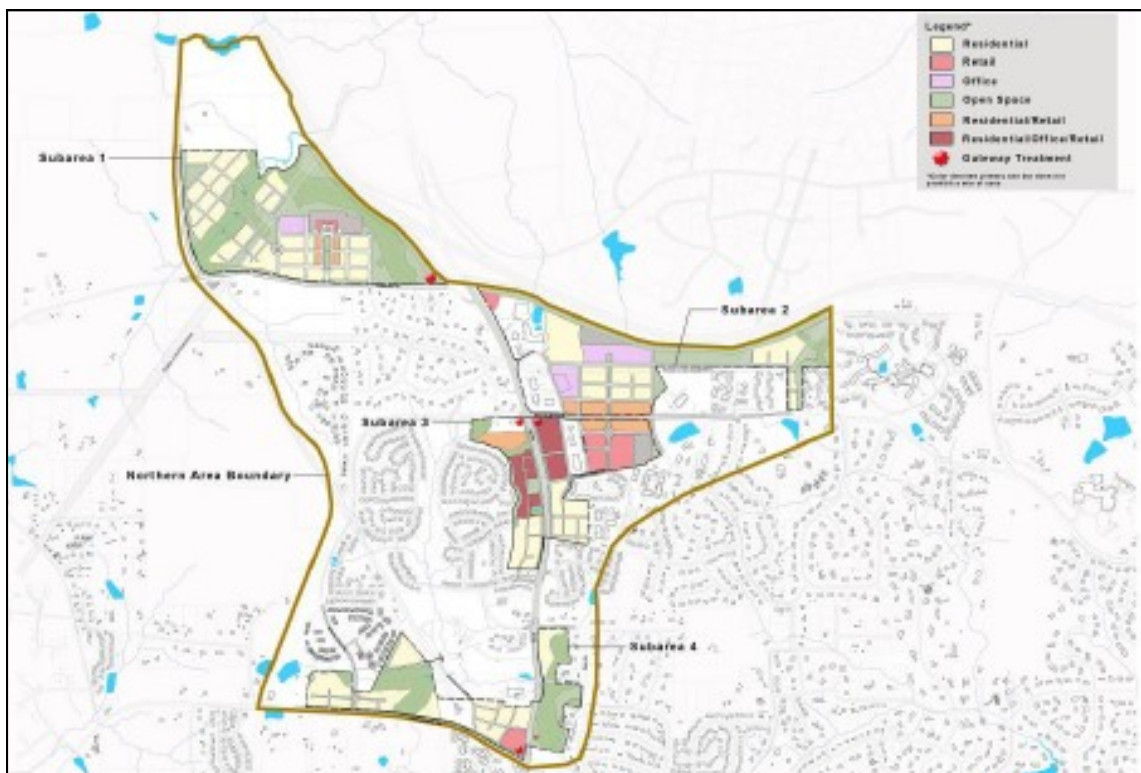 Legend*
Residential
Retail
Office
Open Space
Residential/Retail
Residential/Office/Retail
Gateway Treatment
Subarea 1
Subarea 2
Subarea 3
Northern Area Boundary
Subarea 4